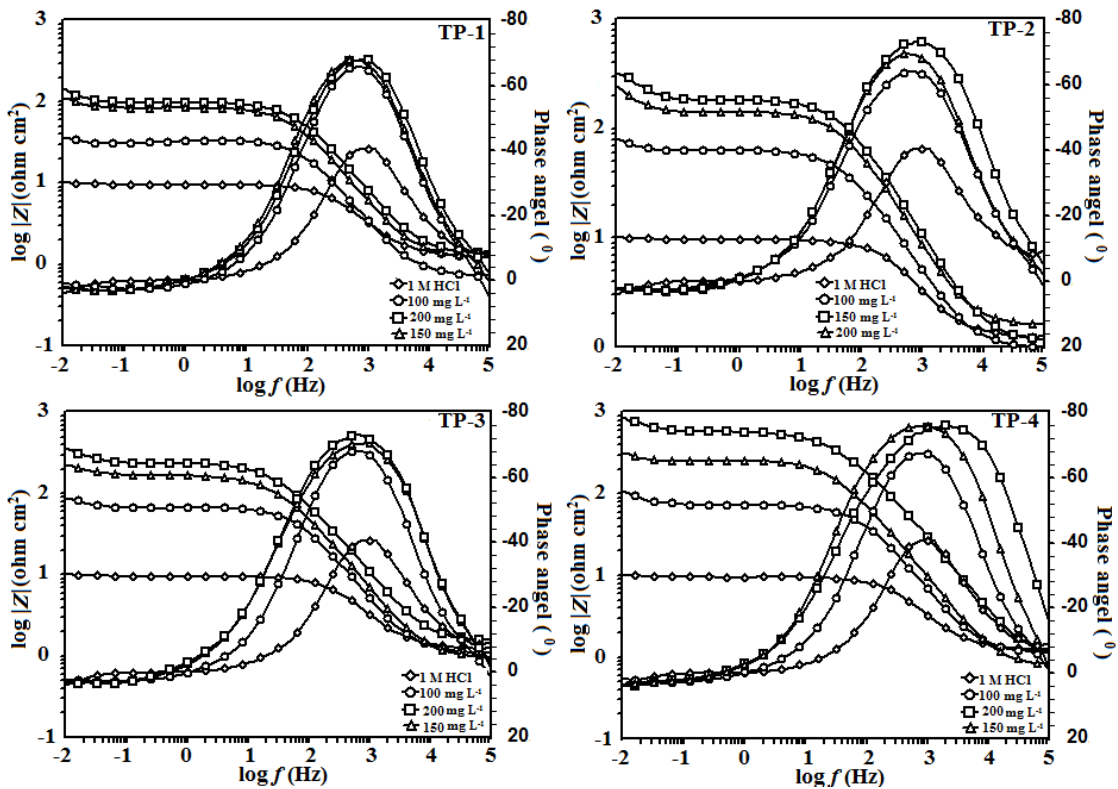 TP-1
3
2
1
0
-1
log |Z| (ohm cm²)
-80
-60
-40
-20
0
20
Phase angel (⁰)
1 M HCl
100 mg L⁻¹
200 mg L⁻¹
150 mg L⁻¹
-2 -1 0 1 2 3 4 5
log f (Hz)
TP-2
3
2
1
0
log |Z| (ohm cm²)
-80
-60
-40
-20
0
20
Phase angel (⁰)
1 M HCl
100 mg L⁻¹
150 mg L⁻¹
200 mg L⁻¹
-2 -1 0 1 2 3 4 5
log f (Hz)
TP-3
3
2
1
0
-1
log |Z| (ohm cm²)
-80
-60
-40
-20
0
20
Phase angel (⁰)
1 M HCl
100 mg L⁻¹
200 mg L⁻¹
150 mg L⁻¹
-2 -1 0 1 2 3 4 5
log f (Hz)
TP-4
3
2
1
0
-1
log |Z| (ohm cm²)
-80
-60
-40
-20
0
20
Phase angel (⁰)
1 M HCl
100 mg L⁻¹
200 mg L⁻¹
150 mg L⁻¹
-2 -1 0 1 2 3 4 5
log f (Hz)